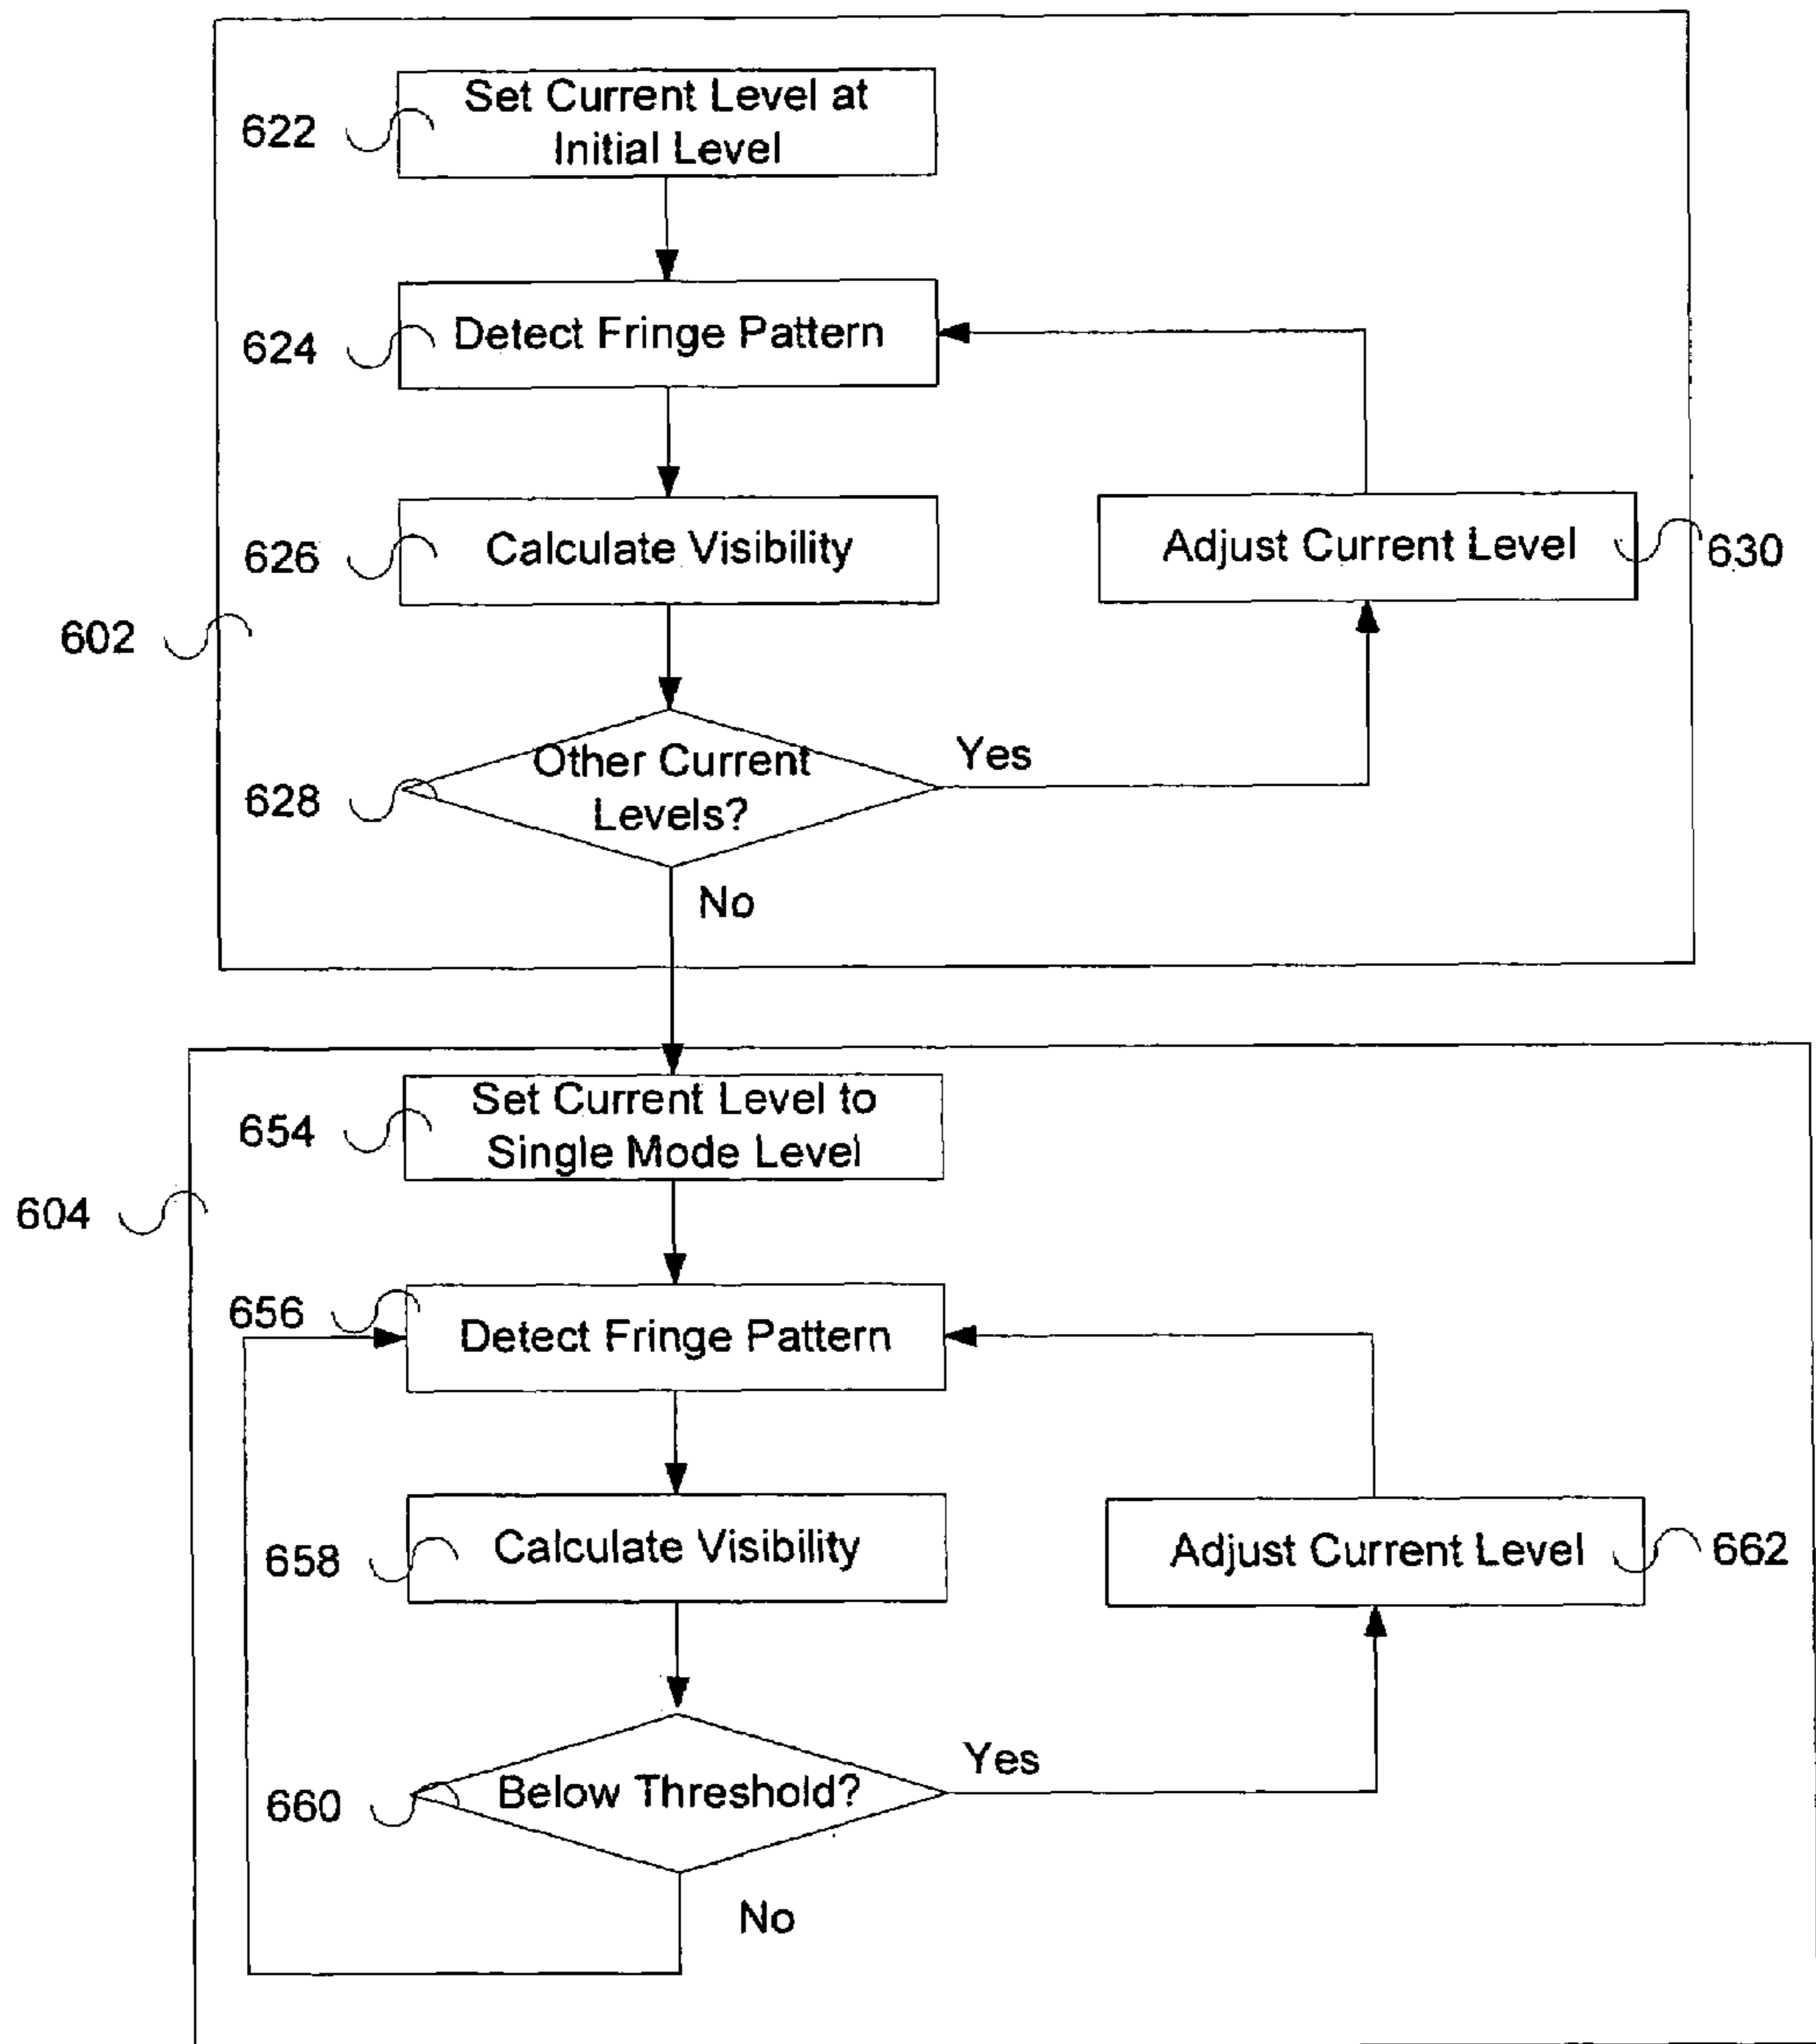 Set Current Level at
Initial Level
622
Detect Fringe Pattern
624
Calculate Visibility
626
Adjust Current Level
630
602
Other Current
Levels?
Yes
628
No
Set Current Level to
Single Mode Level
654
604
656
Detect Fringe Pattern
Calculate Visibility
658
Adjust Current Level
662
Below Threshold?
Yes
660
No